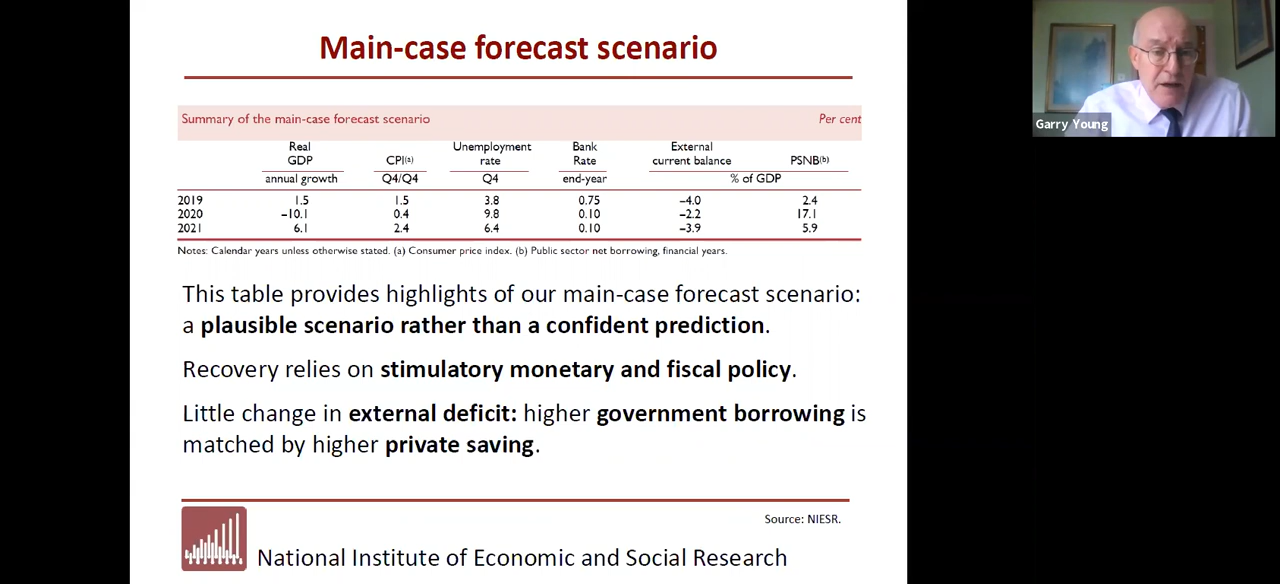 Main-case forecast scenario
Garry Young
Summary of the main-case forecast scenario Per cent
Real Unemployment Bank External
GDP CPI(a) rate Rate current balance PSNB(b)
annual growth Q4/Q4 Q4 end-year % of GDP
2019 1.5 1.5 3.8 0.75 –4.0 2.4
2020 –10.1 0.4 9.8 0.10 –2.2 17.1
2021 6.1 2.4 6.4 0.10 –3.9 5.9
Notes: Calendar years unless otherwise stated. (a) Consumer price index. (b) Public sector net borrowing, financial years.
This table provides highlights of our main-case forecast scenario:
a plausible scenario rather than a confident prediction.
Recovery relies on stimulatory monetary and fiscal policy.
Little change in external deficit: higher government borrowing is
matched by higher private saving.
Source: NIESR.
National Institute of Economic and Social Research